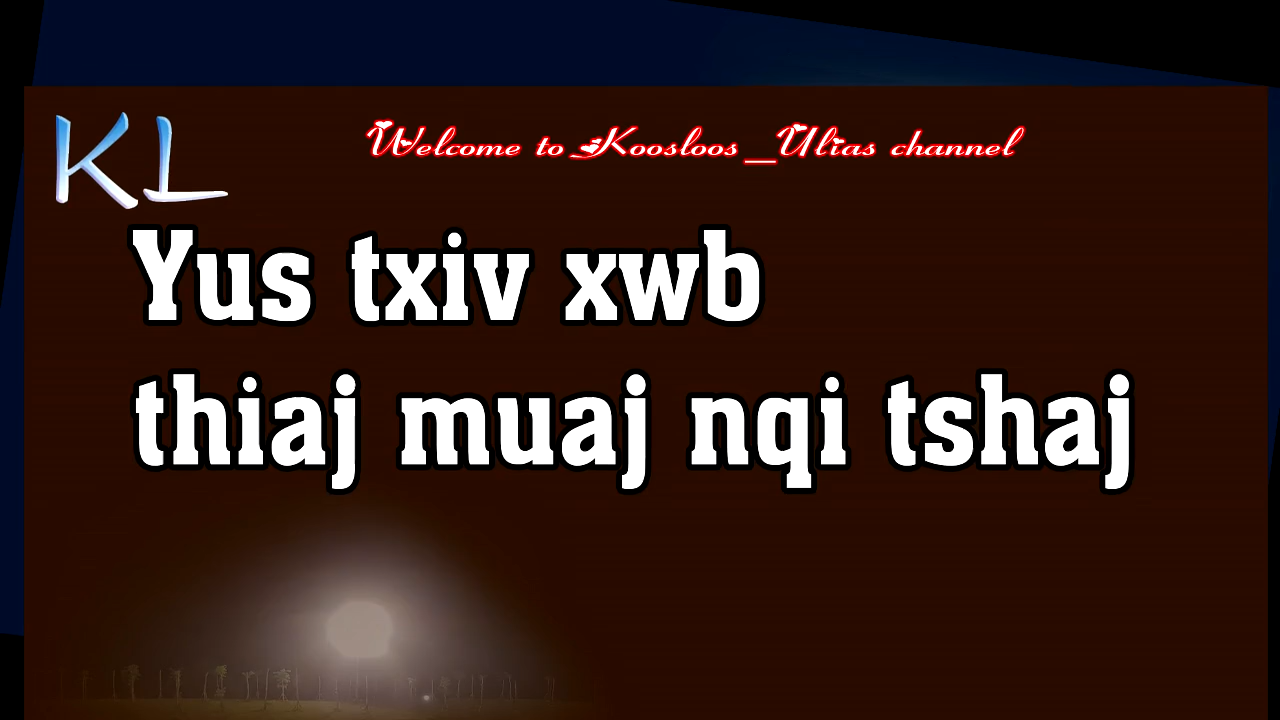 KL
Welcome to Koosloos_Ulias channel
Yus txiv xwb
thiaj muaj nqi tshaj